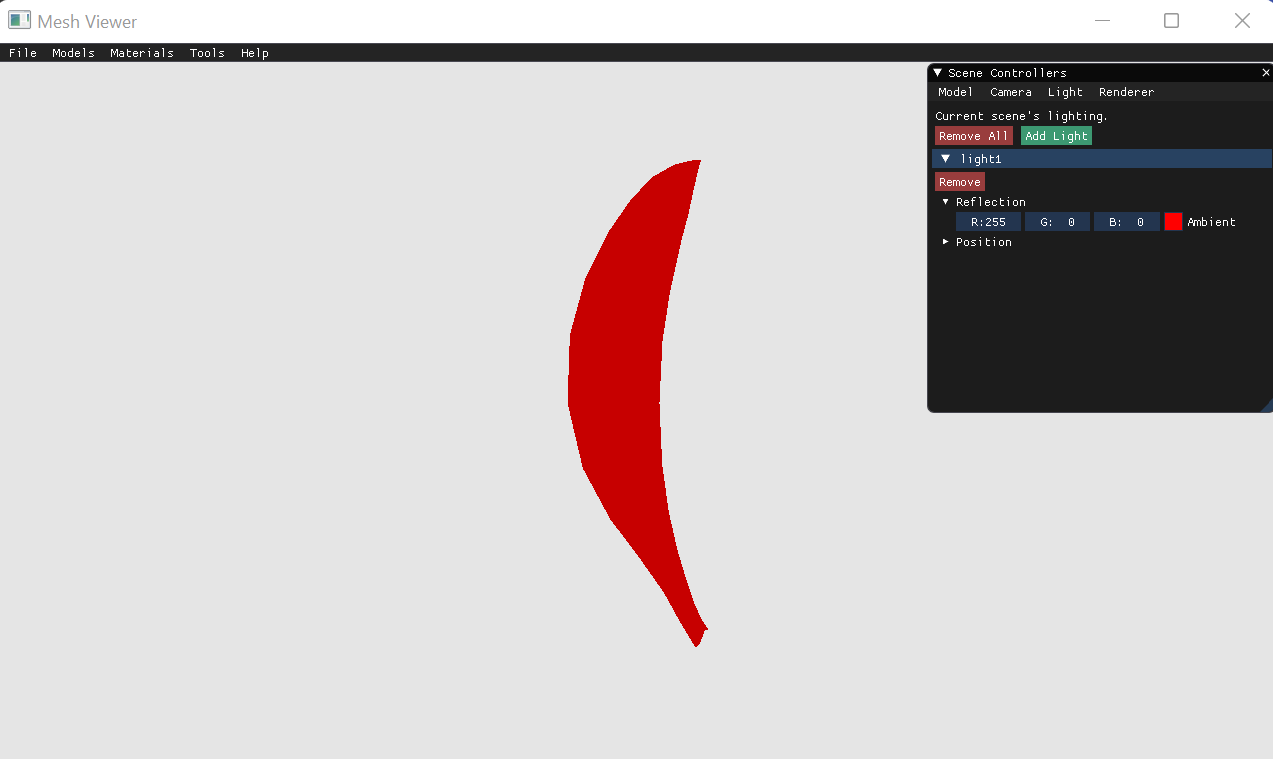 Mesh Viewer
File Models Materials Tools Help
Scene Controllers
Model Camera Light Renderer
Current scene's lighting.
Remove All Add Light
light1
Remove
Reflection
R:255 G: 0 B: 0 Ambient
Position